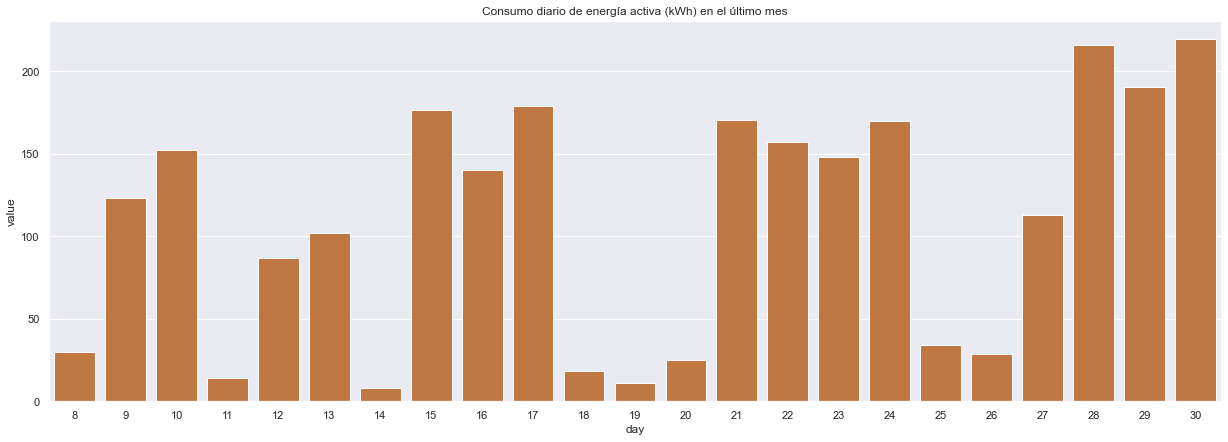 Consumo diario de energía activa (kWh) en el último mes
value
200
150
100
50
0
8 9 10 11 12 13 14 15 16 17 18 19 20 21 22 23 24 25 26 27 28 29 30
day